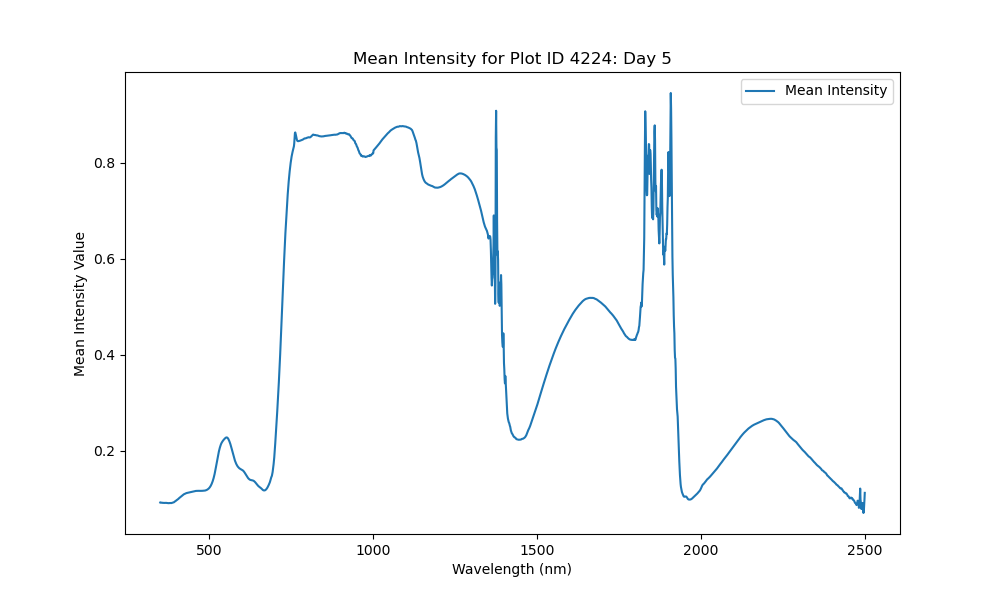 Mean Intensity for Plot ID 4224: Day 5
Mean Intensity
Mean Intensity Value
0.8
0.6
0.4
0.2
500 1000 1500 2000 2500
Wavelength (nm)